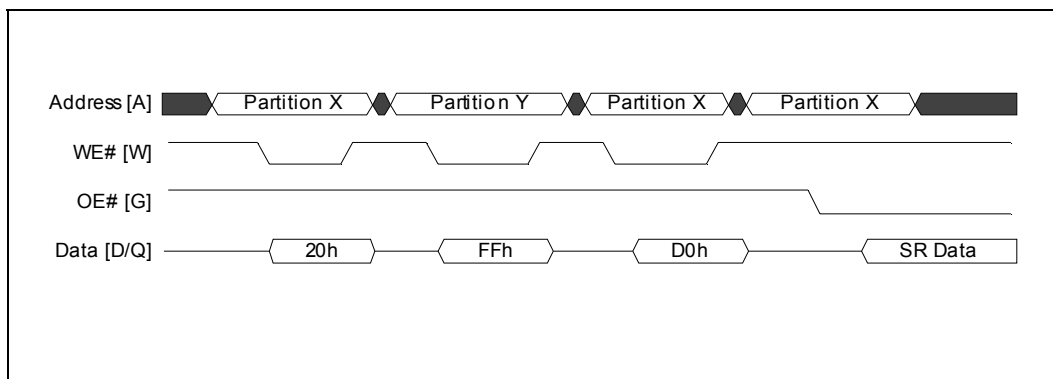 Address [A] Partition X Partition Y Partition X Partition X
WE# [W]
OE# [G]
Data [D/Q] 20h FFh D0h SR Data